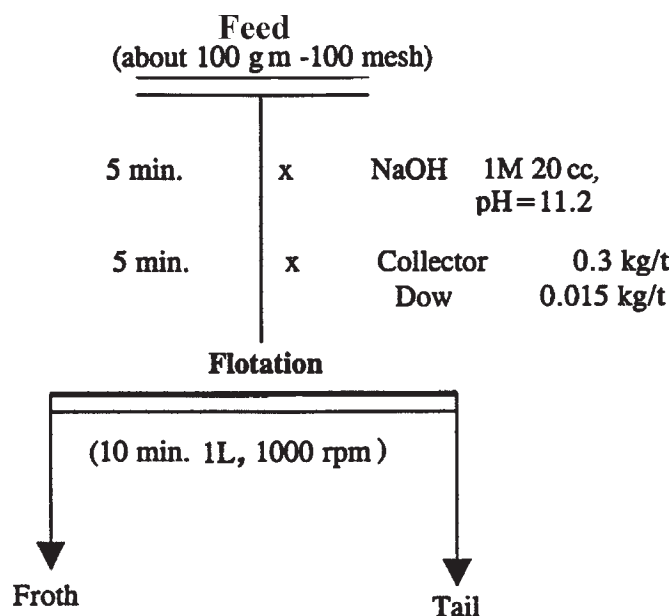 Feed
(about 100 gm -100 mesh)
5 min. x NaOH 1M 20 cc,
pH=11.2
5 min. x Collector 0.3 kg/t
Dow 0.015 kg/t
Flotation
(10 min. 1L, 1000 rpm)
Froth
Tail